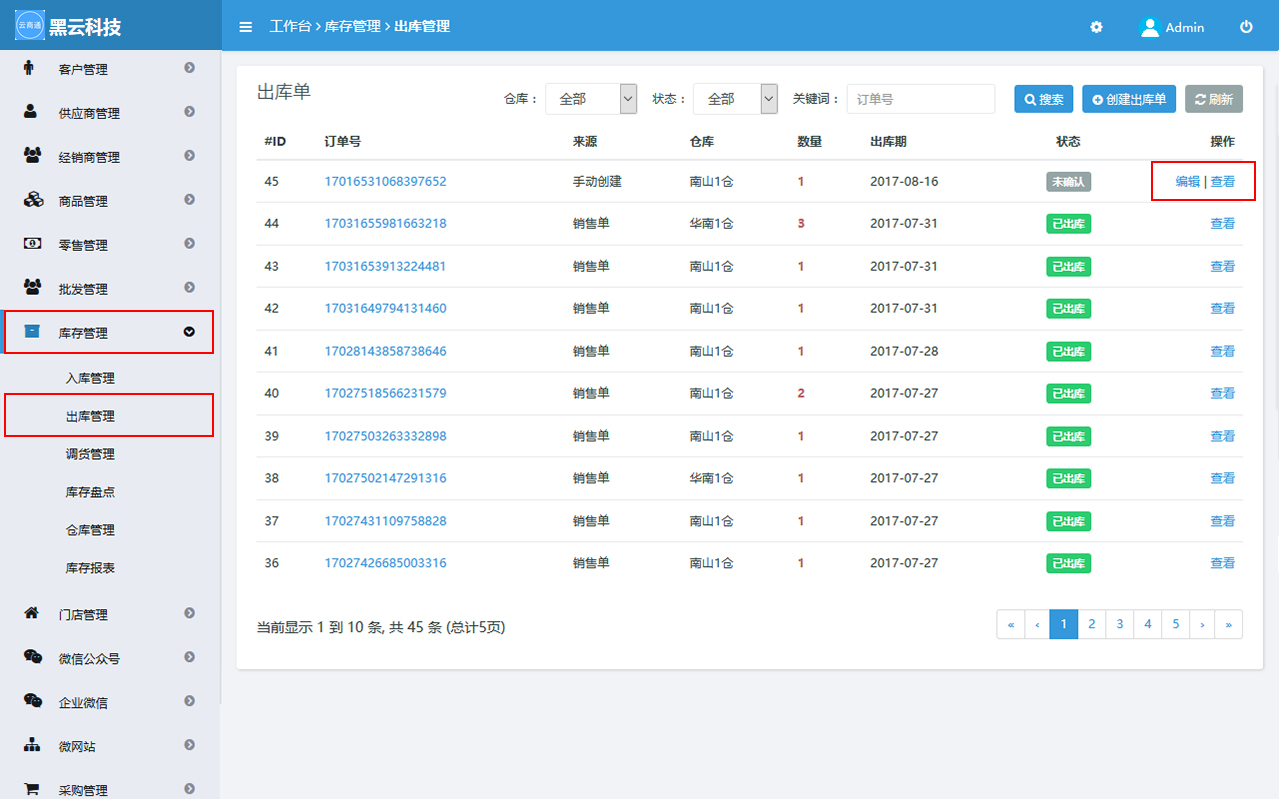 云商通 黑云科技
工作台 › 库存管理 › 出库管理
Admin
客户管理
供应商管理
经销商管理
商品管理
零售管理
批发管理
库存管理
入库管理
出库管理
调货管理
库存盘点
仓库管理
库存报表
门店管理
微信公众号
企业微信
微网站
采购管理
出库单 仓库： 全部 状态： 全部 关键词： 订单号 搜索 创建出库单 刷新
#ID 订单号 来源 仓库 数量 出库期 状态 操作
45 17016531068397652 手动创建 南山1仓 1 2017-08-16 未确认 编辑 | 查看
44 17031655981663218 销售单 华南1仓 3 2017-07-31 已出库 查看
43 17031653913224481 销售单 南山1仓 1 2017-07-31 已出库 查看
42 17031649794131460 销售单 南山1仓 1 2017-07-31 已出库 查看
41 17028143858738646 销售单 南山1仓 1 2017-07-28 已出库 查看
40 17027518566231579 销售单 南山1仓 2 2017-07-27 已出库 查看
39 17027503263332898 销售单 南山1仓 1 2017-07-27 已出库 查看
38 17027502147291316 销售单 华南1仓 1 2017-07-27 已出库 查看
37 17027431109758828 销售单 南山1仓 1 2017-07-27 已出库 查看
36 17027426685003316 销售单 南山1仓 1 2017-07-27 已出库 查看
当前显示 1 到 10 条, 共 45 条 (总计5页) « ‹ 1 2 3 4 5 › »